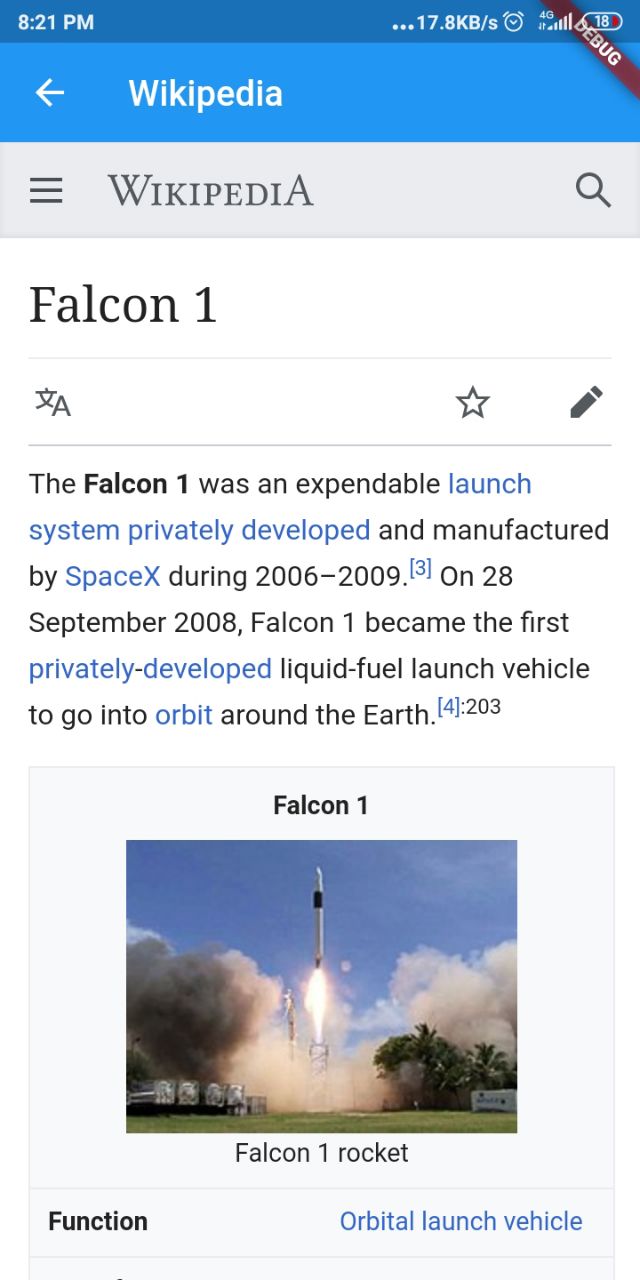 8:21 PM
...17.8KB/s 4G 18
DEBUG
Wikipedia
WIKIPEDIA
Falcon 1
文A
The Falcon 1 was an expendable launch
system privately developed and manufactured
by SpaceX during 2006–2009.[3] On 28
September 2008, Falcon 1 became the first
privately-developed liquid-fuel launch vehicle
to go into orbit around the Earth.[4]:203
Falcon 1
Falcon 1 rocket
Function Orbital launch vehicle